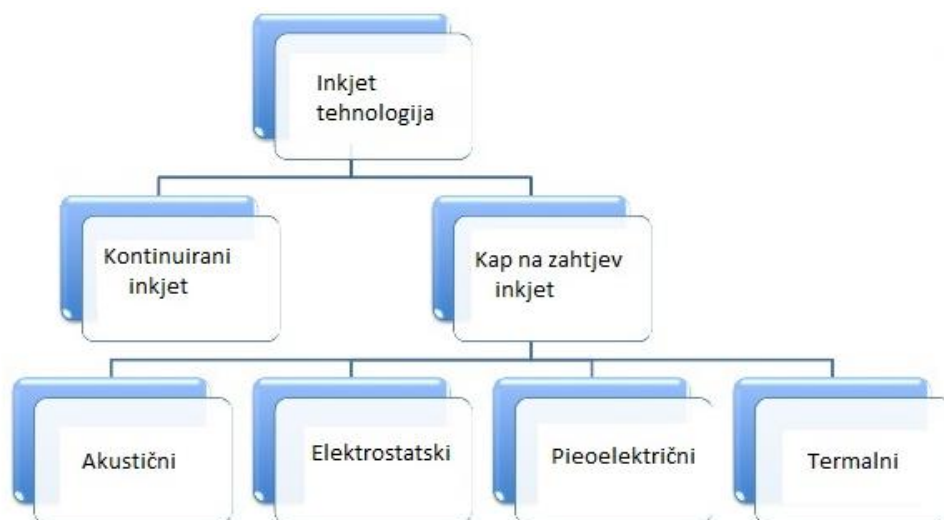 Inkjet
tehnologija
Kontinuirani
inkjet
Kap na zahtjev
inkjet
Akustični
Elektrostatski
Pieoelektrični
Termalni